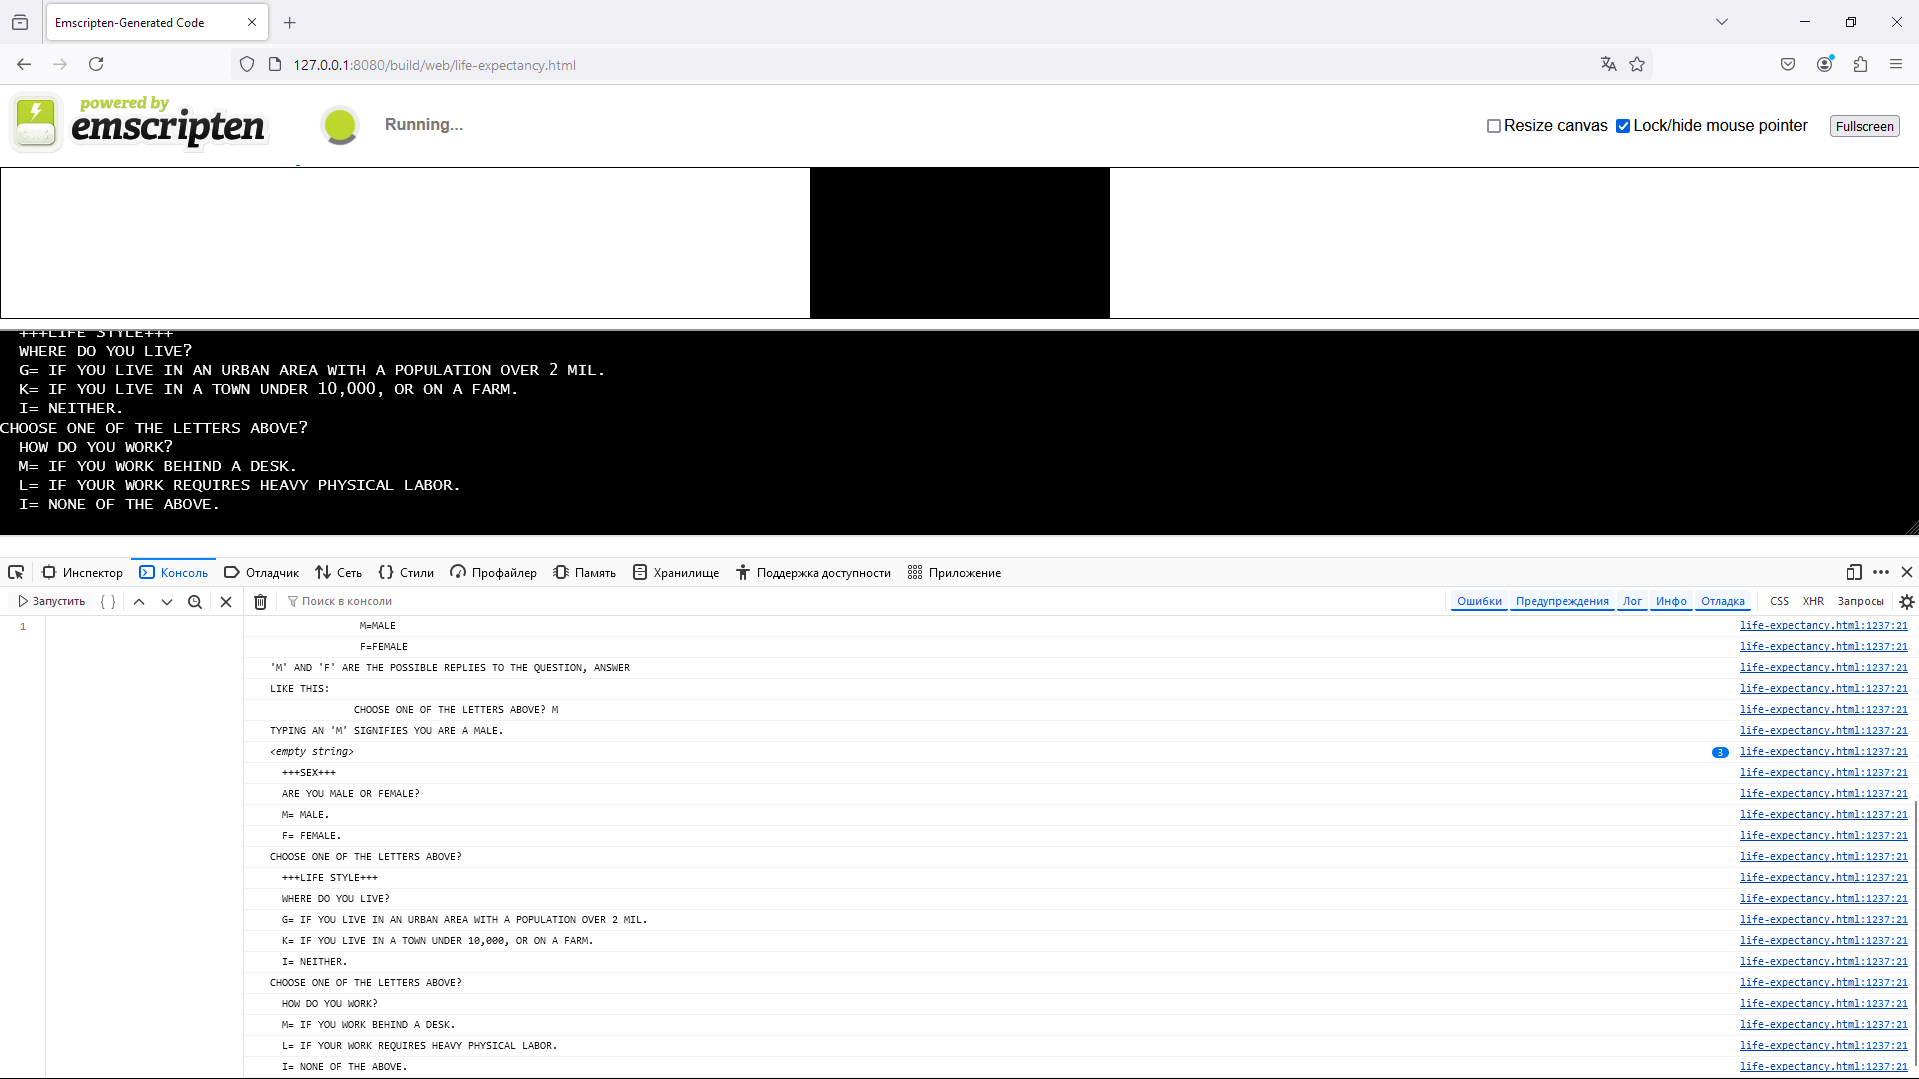 Emscripten-Generated Code
127.0.0.1:8080/build/web/life-expectancy.html
powered by
emscripten
Running...
Resize canvas
Lock/hide mouse pointer
Fullscreen
+++LIFE STYLE+++
WHERE DO YOU LIVE?
G= IF YOU LIVE IN AN URBAN AREA WITH A POPULATION OVER 2 MIL.
K= IF YOU LIVE IN A TOWN UNDER 10,000, OR ON A FARM.
I= NEITHER.
CHOOSE ONE OF THE LETTERS ABOVE?
HOW DO YOU WORK?
M= IF YOU WORK BEHIND A DESK.
L= IF YOUR WORK REQUIRES HEAVY PHYSICAL LABOR.
I= NONE OF THE ABOVE.
Инспектор Консоль Отладчик Сеть Стили Профайлер Память Хранилище Поддержка доступности Приложение
Запустить Поиск в консоли Ошибки Предупреждения Лог Инфо Отладка CSS XHR Запросы
1
M=MALE life-expectancy.html:1237:21
F=FEMALE life-expectancy.html:1237:21
'M' AND 'F' ARE THE POSSIBLE REPLIES TO THE QUESTION, ANSWER life-expectancy.html:1237:21
LIKE THIS: life-expectancy.html:1237:21
CHOOSE ONE OF THE LETTERS ABOVE? M life-expectancy.html:1237:21
TYPING AN 'M' SIGNIFIES YOU ARE A MALE. life-expectancy.html:1237:21
<empty string> 3 life-expectancy.html:1237:21
+++SEX+++ life-expectancy.html:1237:21
ARE YOU MALE OR FEMALE? life-expectancy.html:1237:21
M= MALE. life-expectancy.html:1237:21
F= FEMALE. life-expectancy.html:1237:21
CHOOSE ONE OF THE LETTERS ABOVE? life-expectancy.html:1237:21
+++LIFE STYLE+++ life-expectancy.html:1237:21
WHERE DO YOU LIVE? life-expectancy.html:1237:21
G= IF YOU LIVE IN AN URBAN AREA WITH A POPULATION OVER 2 MIL. life-expectancy.html:1237:21
K= IF YOU LIVE IN A TOWN UNDER 10,000, OR ON A FARM. life-expectancy.html:1237:21
I= NEITHER. life-expectancy.html:1237:21
CHOOSE ONE OF THE LETTERS ABOVE? life-expectancy.html:1237:21
HOW DO YOU WORK? life-expectancy.html:1237:21
M= IF YOU WORK BEHIND A DESK. life-expectancy.html:1237:21
L= IF YOUR WORK REQUIRES HEAVY PHYSICAL LABOR. life-expectancy.html:1237:21
I= NONE OF THE ABOVE. life-expectancy.html:1237:21